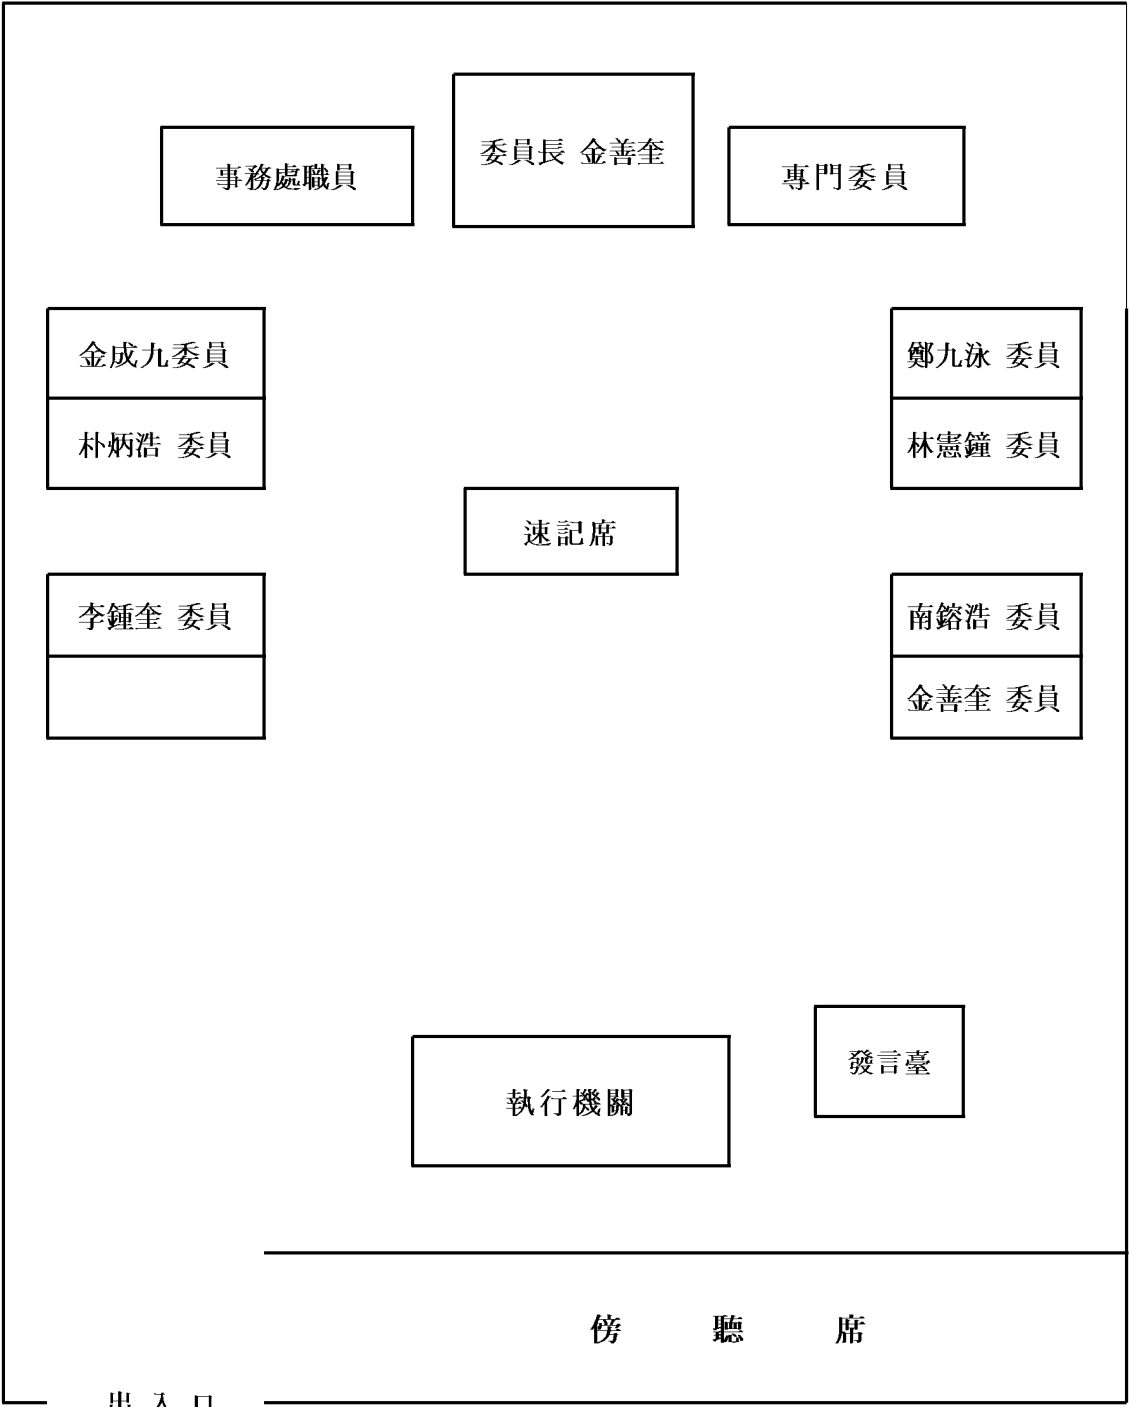 委員長 金善奎
事務處職員
專門委員
金成九委員
鄭九泳 委員
朴炳浩 委員
林憲鐘 委員
速記席
李鍾奎 委員
南鎔浩 委員
金善奎 委員
發言臺
執行機關
傍聽席
出入口